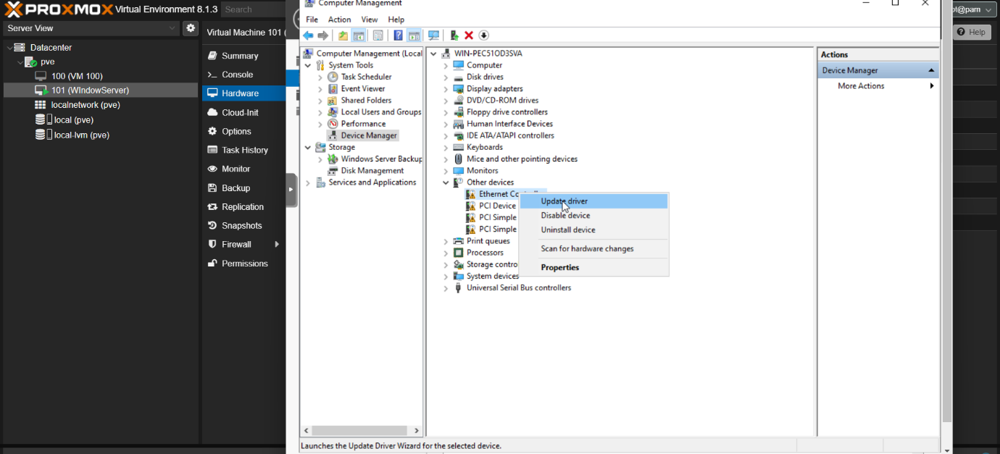 PROXMOX Virtual Environment 8.1.3 Search
Server View
Datacenter
pve
100 (VM 100)
101 (WIndowServer)
localnetwork (pve)
local (pve)
local-lvm (pve)
Virtual Machine 101 (
Summary
>_ Console
Hardware
Cloud-Init
Options
Task History
Monitor
Backup
Replication
Snapshots
Firewall
Permissions
Computer Management
File Action View Help
Computer Management (Local
System Tools
Task Scheduler
Event Viewer
Shared Folders
Local Users and Groups
Performance
Device Manager
Storage
Windows Server Backup
Disk Management
Services and Applications
WIN-PEC51OD3SVA
Computer
Disk drives
Display adapters
DVD/CD-ROM drives
Floppy drive controllers
Human Interface Devices
IDE ATA/ATAPI controllers
Keyboards
Mice and other pointing devices
Monitors
Other devices
Ethernet Co
PCI Device
PCI Simple
PCI Simple
Print queues
Processors
Storage contro
System devices
Universal Serial Bus controllers
Update driver
Disable device
Uninstall device
Scan for hardware changes
Properties
Actions
Device Manager
More Actions
ot@pam
Help
Launches the Update Driver Wizard for the selected device.